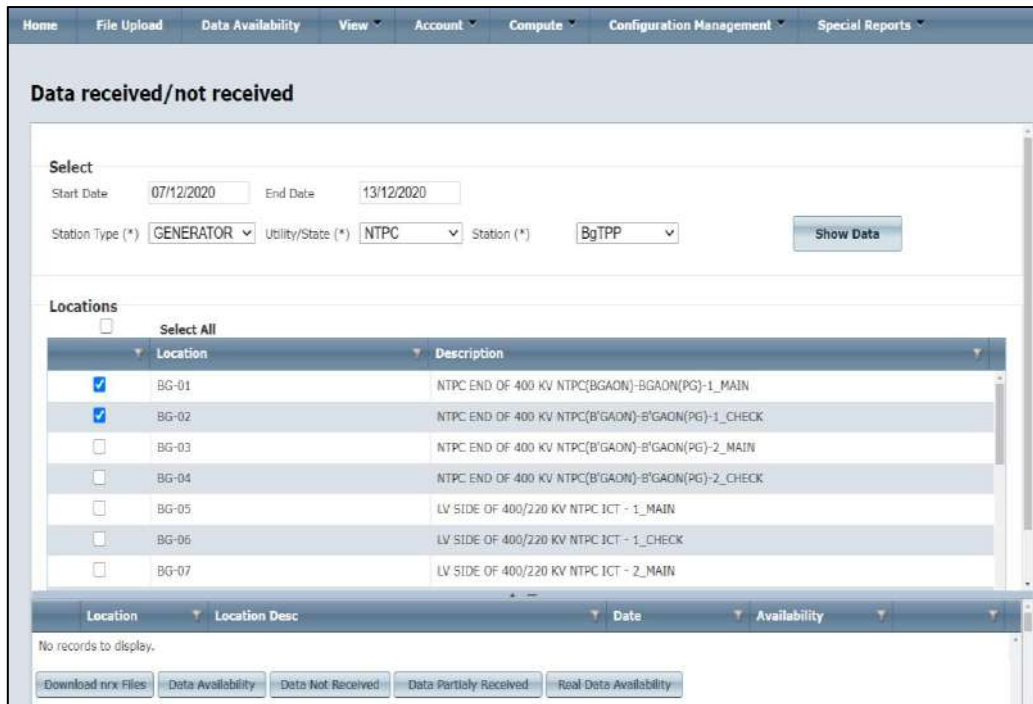 Home File Upload Data Availability View Account Compute Configuration Management Special Reports
Data received/not received
Select
Start Date 07/12/2020 End Date 13/12/2020
Station Type (*) GENERATOR Utility/State (*) NTPC Station (*) BgTPP Show Data
Locations
Select All
Location Description
BG-01 NTPC END OF 400 KV NTPC(BGAON)-BGAON(PG)-1_MAIN
BG-02 NTPC END OF 400 KV NTPC(B'GAON)-B'GAON(PG)-1_CHECK
BG-03 NTPC END OF 400 KV NTPC(B'GAON)-B'GAON(PG)-2_MAIN
BG-04 NTPC END OF 400 KV NTPC(B'GAON)-B'GAON(PG)-2_CHECK
BG-05 LV SIDE OF 400/220 KV NTPC ICT - 1_MAIN
BG-06 LV SIDE OF 400/220 KV NTPC ICT - 1_CHECK
BG-07 LV SIDE OF 400/220 KV NTPC ICT - 2_MAIN
Location Location Desc Date Availability
No records to display.
Download nrx Files Data Availability Data Not Received Data Partialy Received Real Data Availability